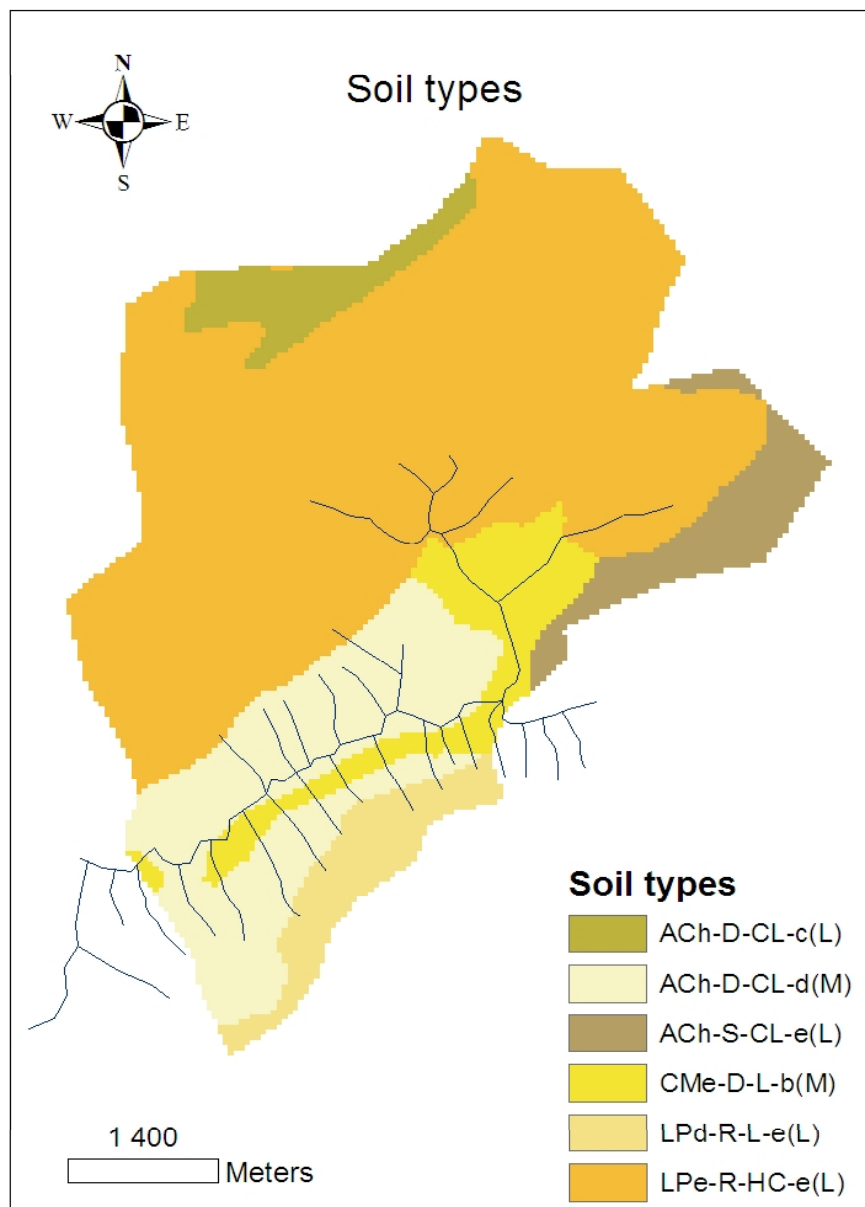 N
Soil types
W E
S
Soil types
ACh-D-CL-c(L)
ACh-D-CL-d(M)
ACh-S-CL-e(L)
CMe-D-L-b(M)
LPd-R-L-e(L)
LPe-R-HC-e(L)
1 400
Meters